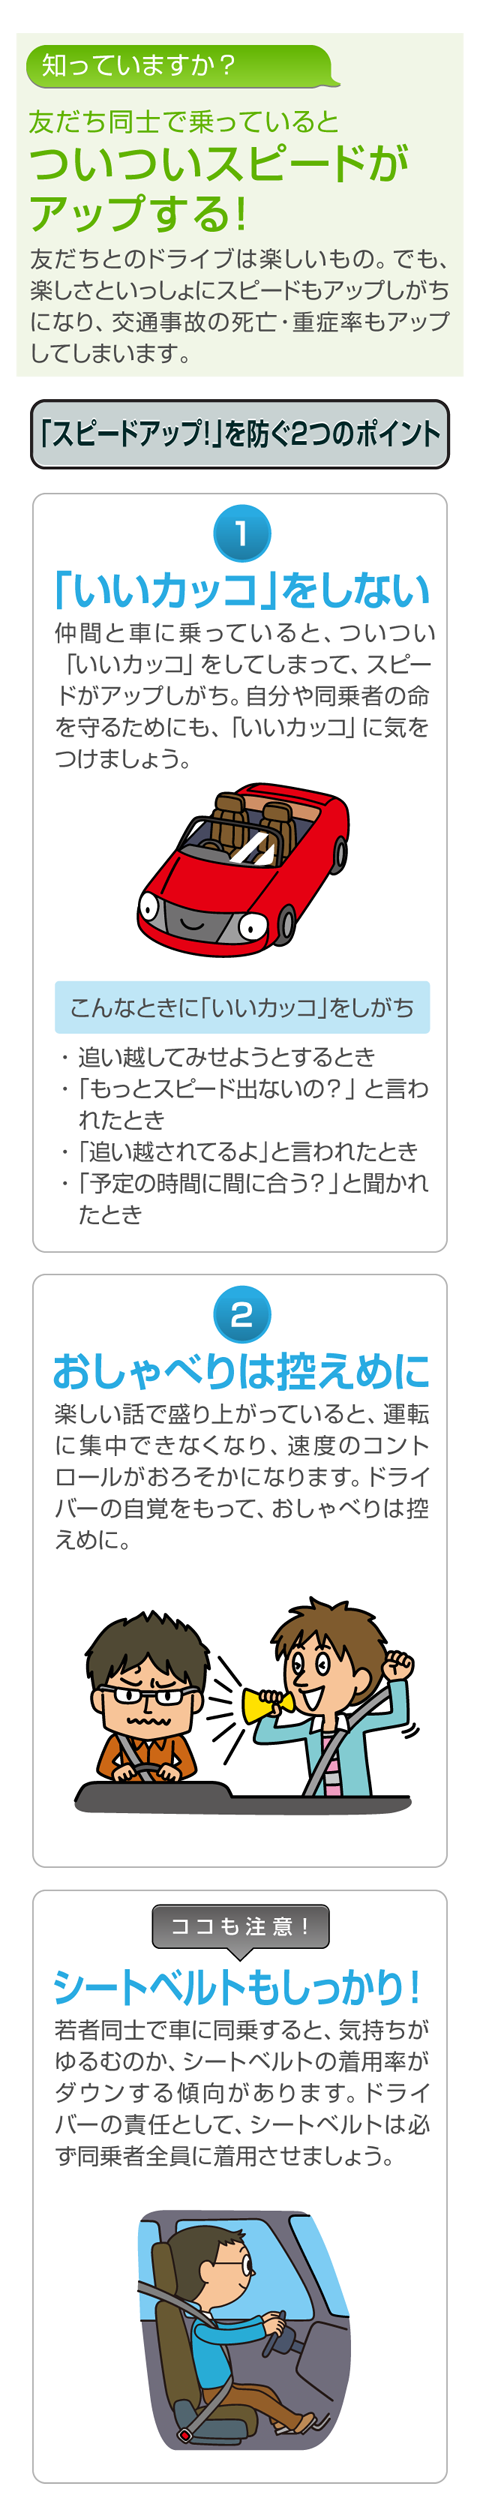 知っていますか？
友だち同士で乗っていると
ついついスピードが
アップする！
友だちとのドライブは楽しいもの。でも、
楽しさといっしょにスピードもアップしがち
になり、交通事故の死亡・重症率もアップ
してしまいます。
「スピードアップ！」を防ぐ2つのポイント
1
「いいカッコ」をしない
仲間と車に乗っていると、ついつい
「いいカッコ」をしてしまって、スピー
ドがアップしがち。自分や同乗者の命
を守るためにも、「いいカッコ」に気を
つけましょう。
こんなときに「いいカッコ」をしがち
・追い越してみせようとするとき
・「もっとスピード出ないの？」と言わ
れたとき
・「追い越されてるよ」と言われたとき
・「予定の時間に間に合う？」と聞かれ
たとき
2
おしゃべりは控えめに
楽しい話で盛り上がっていると、運転
に集中できなくなり、速度のコント
ロールがおろそかになります。ドライ
バーの自覚をもって、おしゃべりは控
えめに。
ココも注意！
シートベルトもしっかり！
若者同士で車に同乗すると、気持ちが
ゆるむのか、シートベルトの着用率が
ダウンする傾向があります。ドライ
バーの責任として、シートベルトは必
ず同乗者全員に着用させましょう。